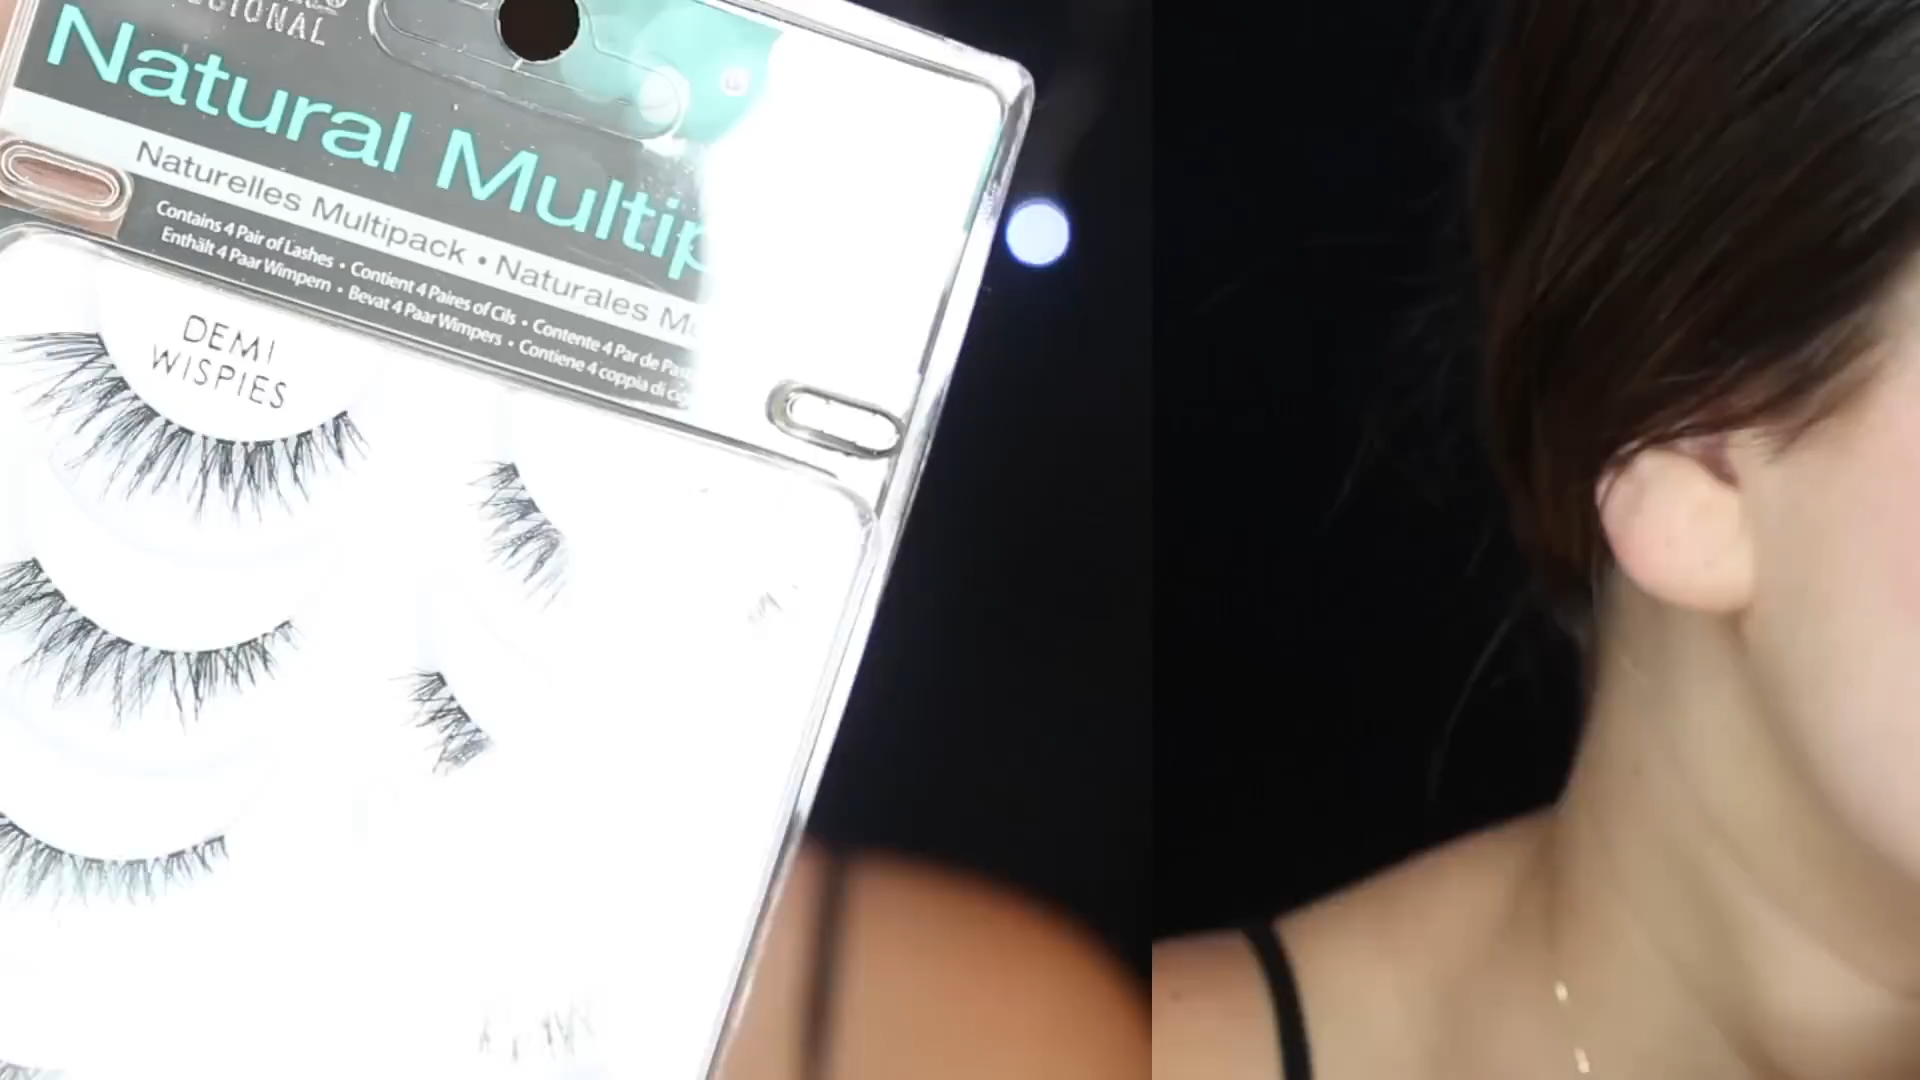 Natural
Naturelles Multipack • Naturales
Contains 4 Pair of Lashes • Contient 4 Paires of Cils • Contente 4 Par de
Enthält 4 Paar Wimpern • Bevat 4 Paar Wimpers • Contiene 4 coppia di
DEMI
WISPIES